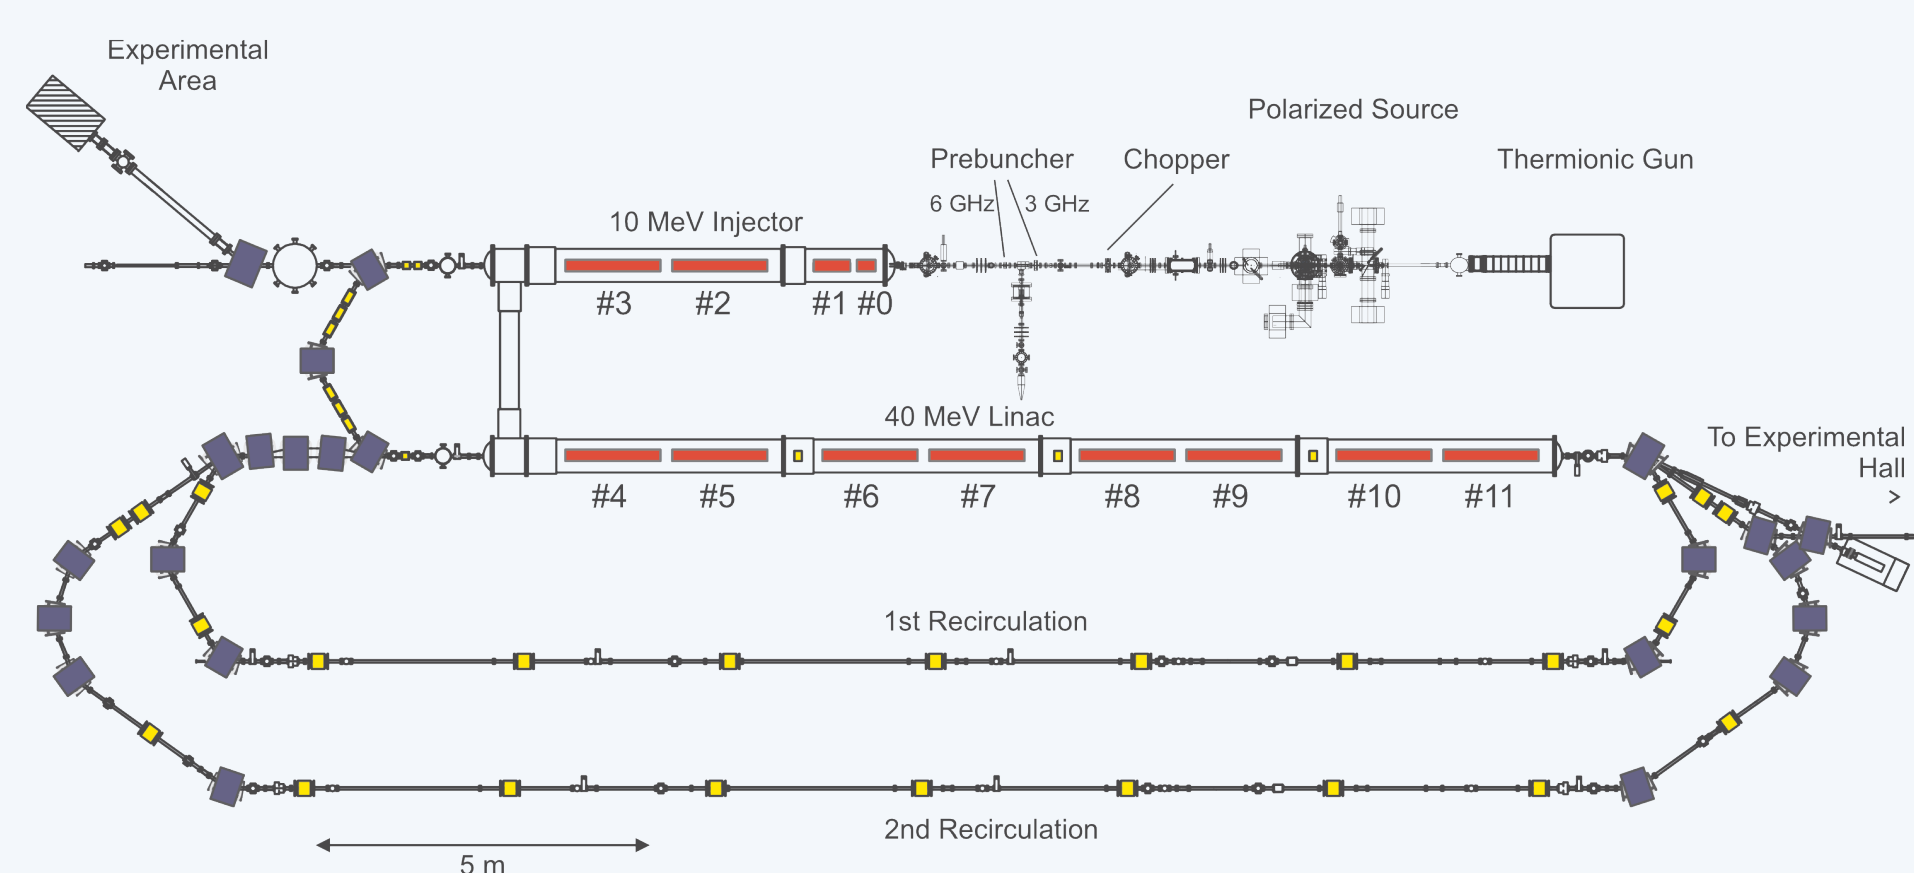 Experimental
Area
Polarized Source
Prebuncher
Chopper
Thermionic Gun
6 GHz
3 GHz
10 MeV Injector
#3
#2
#1
#0
40 MeV Linac
To Experimental
Hall
>
#4
#5
#6
#7
#8
#9
#10
#11
1st Recirculation
2nd Recirculation
5 m